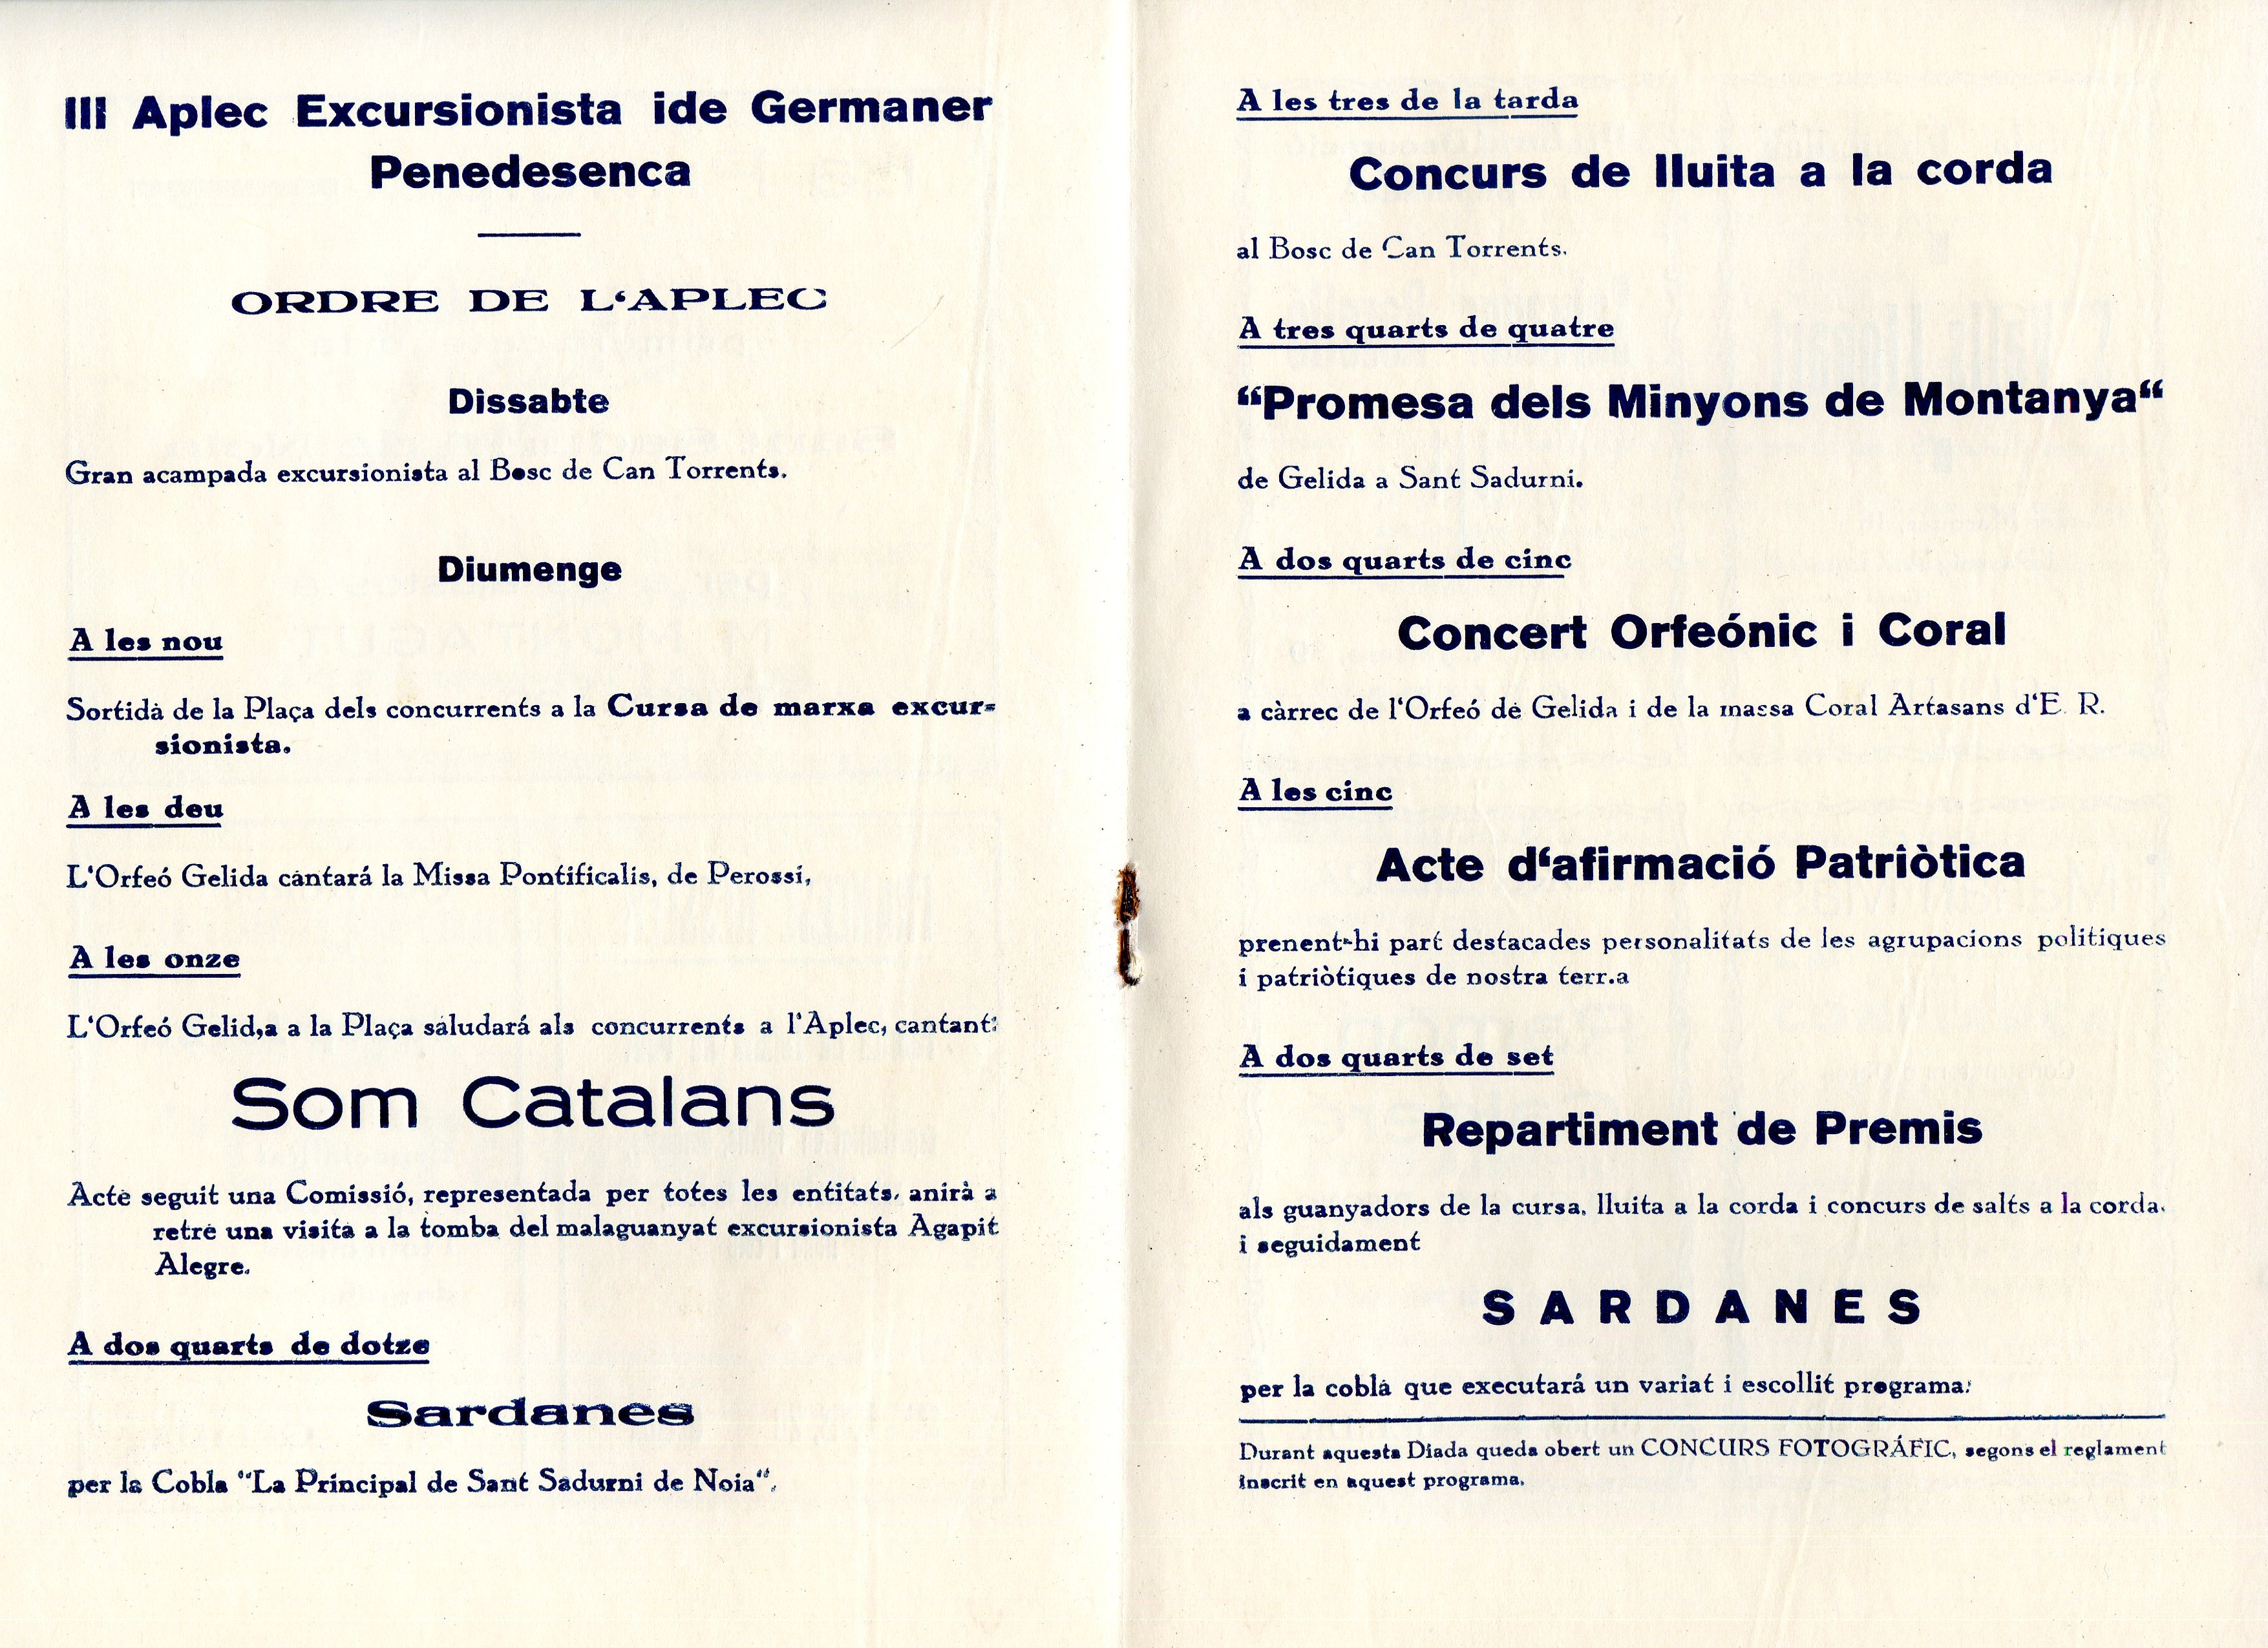 III Aplec Excursionista ide Germaner
Penedesenca
ORDRE DE L‘APLEC
Dissabte
Gran acampada excursionista al Bosc de Can Torrents.
Diumenge
A les nou
Sortida de la Plaça dels concurrents a la Cursa de marxa excur-
sionista.
A les deu
L‘Orfeó Gelida cantará la Missa Pontificalis, de Perossi,
A les onze
L‘Orfeó Gelid,a a la Plaça saludará als concurrents a l‘Aplec, cantant:
Som Catalans
Acte seguit una Comissió, representada per totes les entitats, anirà a
retre una visita a la tomba del malaguanyat excursionista Agapit
Alegre.
A dos quarts de dotze
Sardanes
per la Cobla “La Principal de Sant Sadurni de Noia“.
A les tres de la tarda
Concurs de lluita a la corda
al Bosc de Can Torrents.
A tres quarts de quatre
“Promesa dels Minyons de Montanya“
de Gelida a Sant Sadurni.
A dos quarts de cinc
Concert Orfeónic i Coral
a càrrec de l‘Orfeó de Gelida i de la massa Coral Artasans d‘E. R.
A les cinc
Acte d‘afirmació Patriòtica
prenent-hi part destacades personalitats de les agrupacions politiques
i patriòtiques de nostra terr.a
A dos quarts de set
Repartiment de Premis
als guanyadors de la cursa, lluita a la corda i concurs de salts a la corda.
i seguidament
SARDANES
per la cobla que executará un variat i escollit programa.
Durant aquesta Diada queda obert un CONCURS FOTOGRÁFIC, segons el reglament
inscrit en aquest programa.